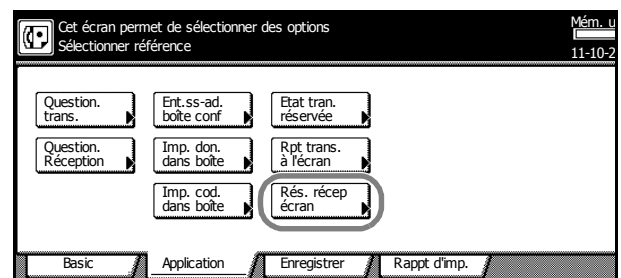 Cet écran permet de sélectionner des options
Sélectionner référence
Mém. u
11-10-2
Question.
trans.
Ent.ss-ad.
boîte conf
Etat tran.
réservée
Question.
Réception
Imp. don.
dans boîte
Rpt trans.
à l'écran
Imp. cod.
dans boîte
Rés. récep
écran
Basic
Application
Enregistrer
Rappt d'imp.